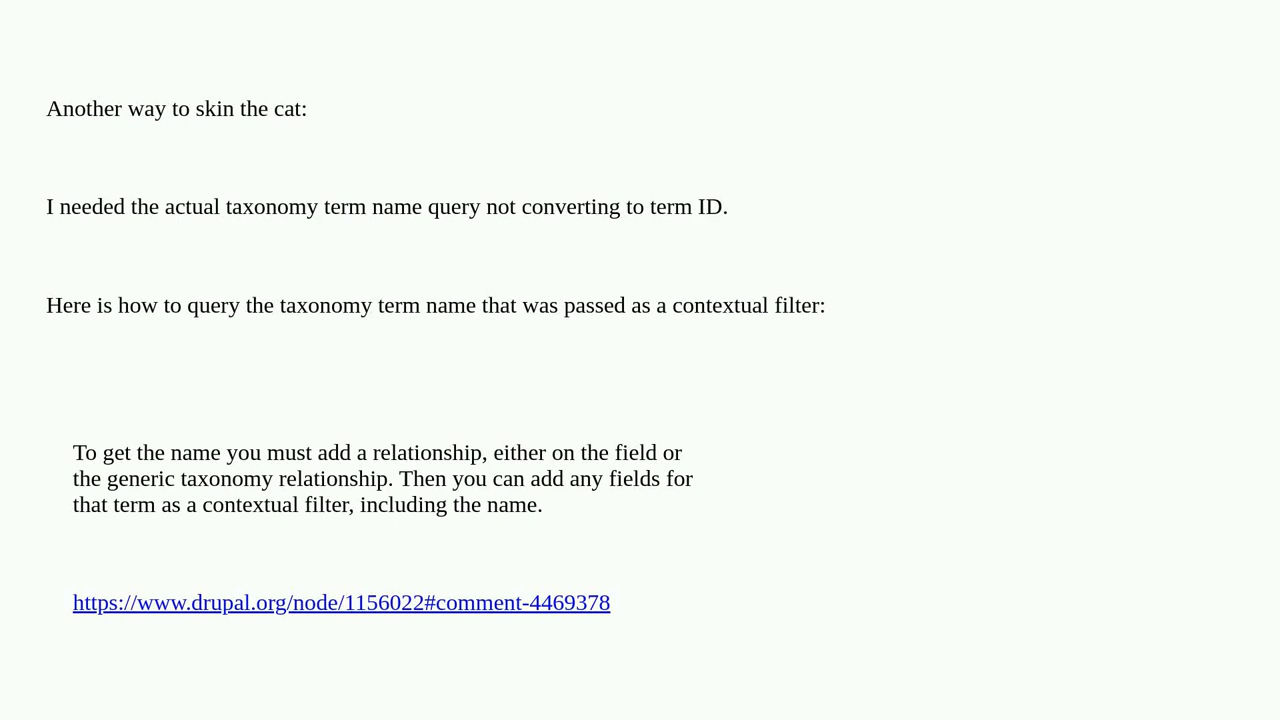 Another way to skin the cat:
I needed the actual taxonomy term name query not converting to term ID.
Here is how to query the taxonomy term name that was passed as a contextual filter:
To get the name you must add a relationship, either on the field or
the generic taxonomy relationship. Then you can add any fields for
that term as a contextual filter, including the name.
https://www.drupal.org/node/1156022#comment-4469378